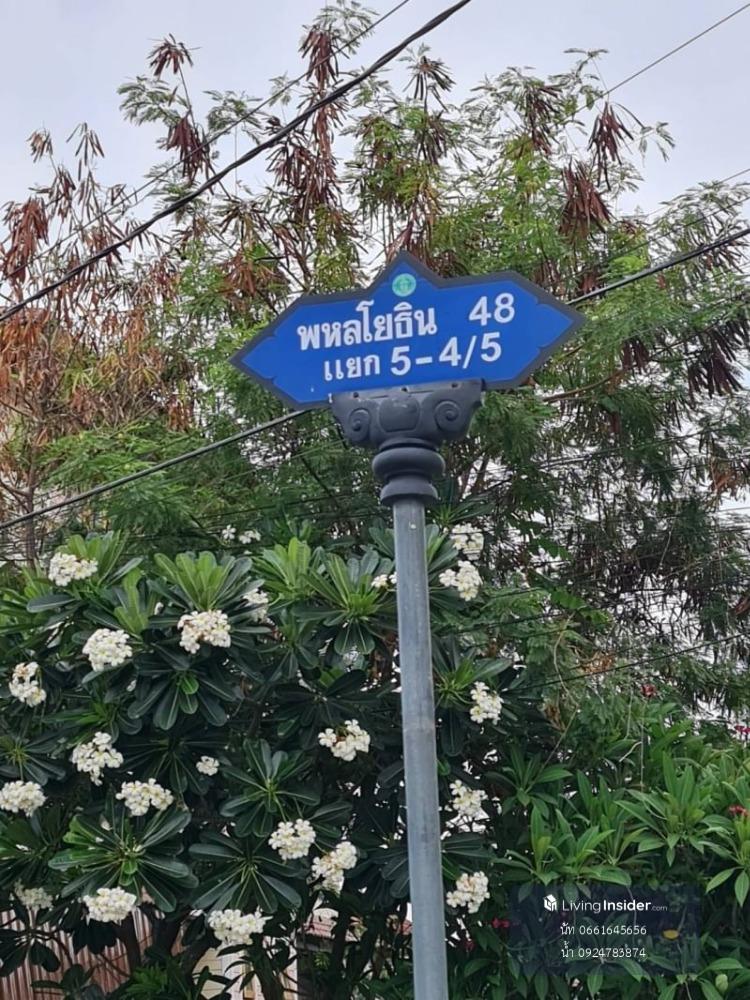 พหลโยธิน 48
แยก 5-4/5
LivingInsider.com
นัท 0661645656
น้ำ 0924783874